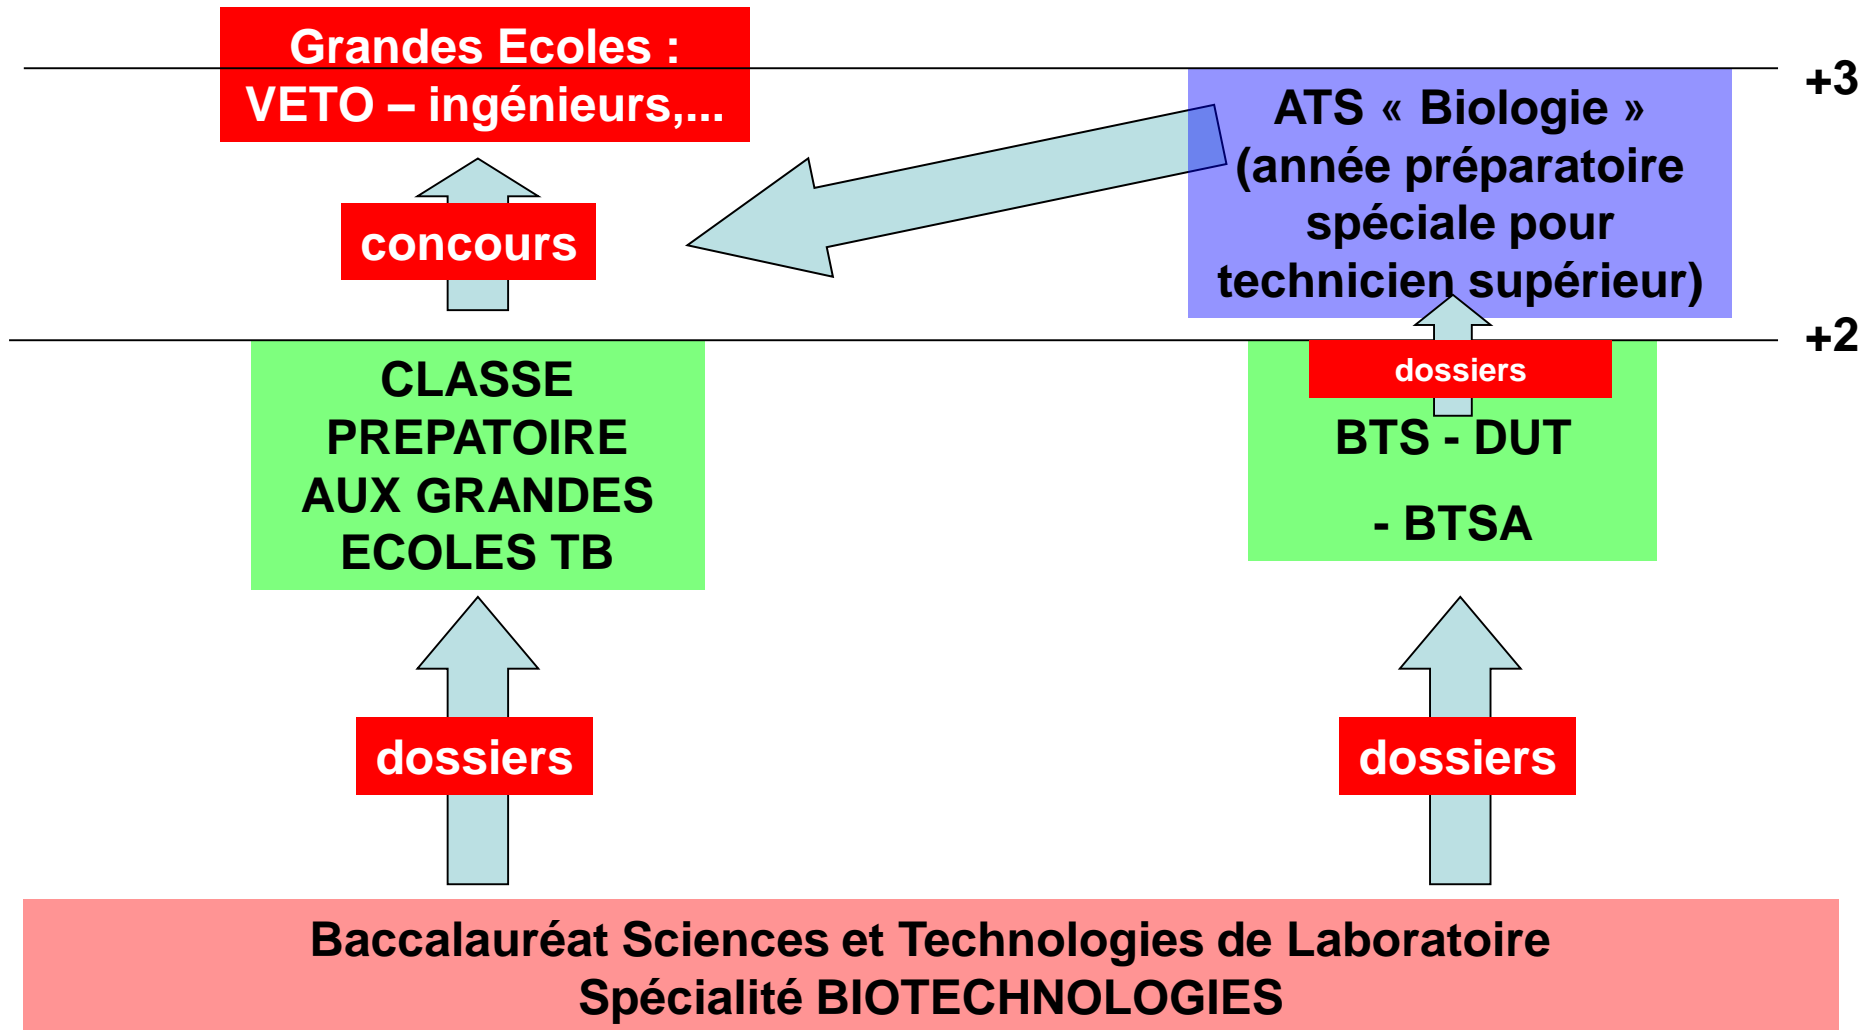 Grandes Ecoles :
VETO – ingénieurs,...
+3
ATS « Biologie »
(année préparatoire
spéciale pour
technicien supérieur)
concours
+2
CLASSE
PREPATOIRE
AUX GRANDES
ECOLES TB
dossiers
BTS - DUT
- BTSA
dossiers
dossiers
Baccalauréat Sciences et Technologies de Laboratoire
Spécialité BIOTECHNOLOGIES